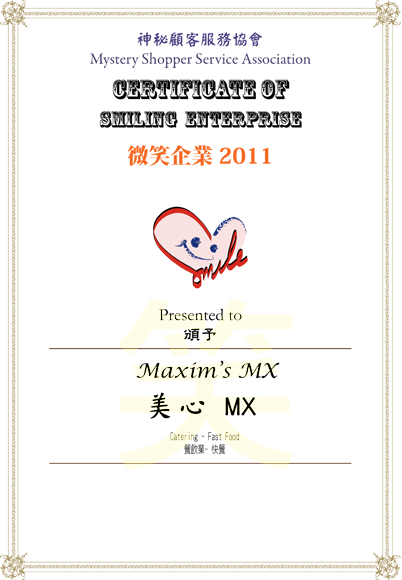 神秘顧客服務協會
Mystery Shopper Service Association
CERTIFICATE OF
SMILING ENTERPRISE
微笑企業 2011
Smile
Presented to
頒予
笑
Maxim's MX
美心 MX
Catering - Fast Food
餐飲業- 快餐